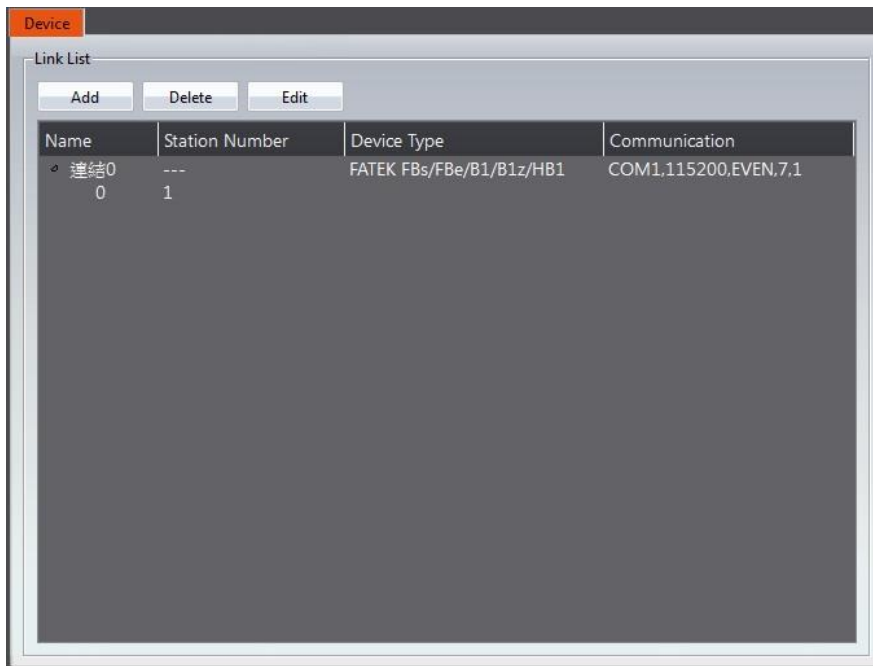 Device
Link List
Add Delete Edit
Name Station Number Device Type Communication
連結0 --- FATEK FBs/FBe/B1/B1z/HB1 COM1,115200,EVEN,7,1
0 1